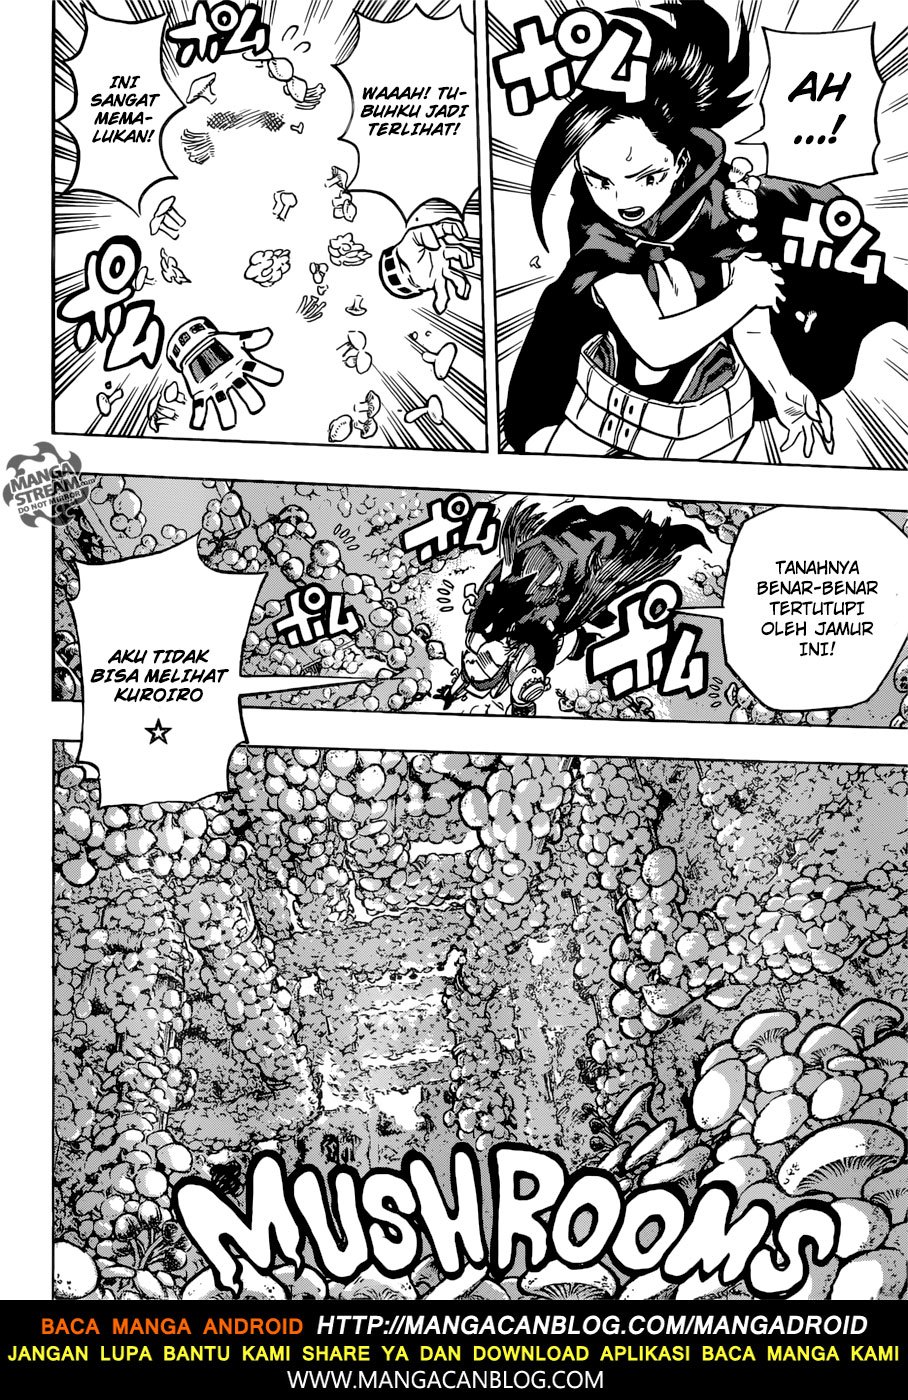 AH
...!
ポム
ポム
WAAAH! TU-
BUHKU JADI
TERLIHAT!
ポム
INI
SANGAT
MEMA-
LUKAN!
ポム
MANGA
STREAM.com
DO NOT MIRROR
TANAHNYA
BENAR-BENAR
TERTUTUPI
OLEH JAMUR
INI!
ポム
ポム
ポム
AKU TIDAK
BISA MELIHAT
KUROIRO
☆
MUSHROOMS
BACA MANGA ANDROID HTTP://MANGACANBLOG.COM/MANGADROID
JANGAN LUPA BANTU KAMI SHARE YA DAN DOWNLOAD APLIKASI BACA MANGA KAMI
WWW.MANGACANBLOG.COM